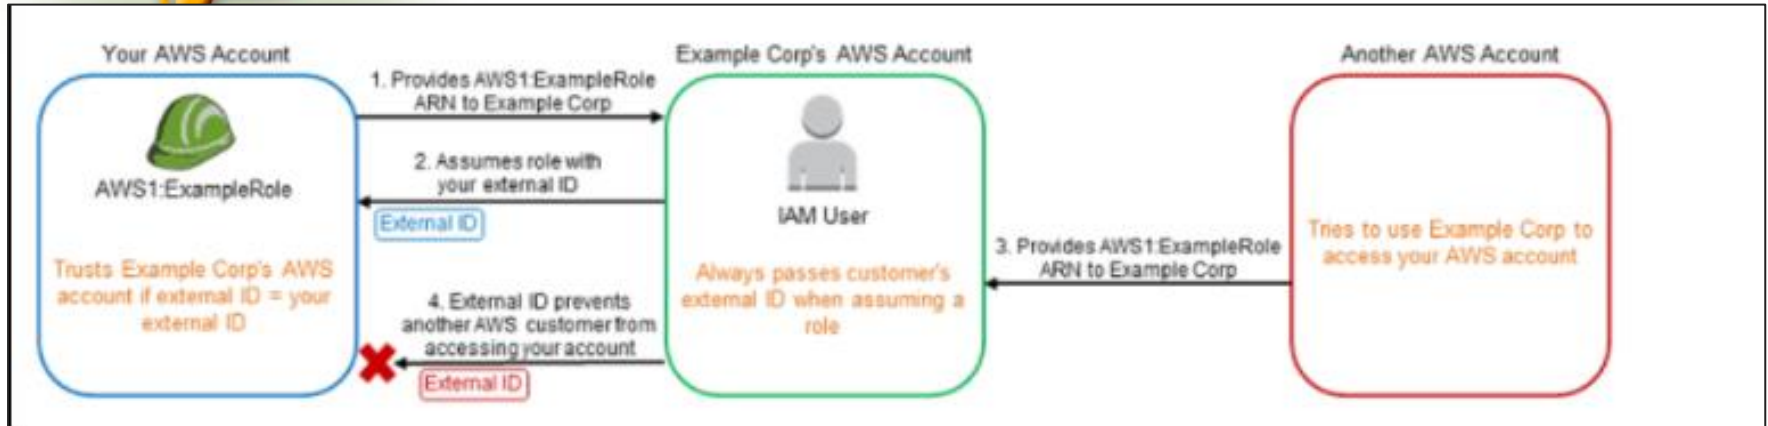 Your AWS Account
Example Corp's AWS Account
Another AWS Account
1. Provides AWS1:ExampleRole
ARN to Example Corp
2. Assumes role with
your external ID
External ID
AWS1:ExampleRole
Trusts Example Corp's AWS
account if external ID = your
external ID
4. External ID prevents
another AWS customer from
accessing your account
External ID
IAM User
Always passes customer's
external ID when assuming a
role
3. Provides AWS1:ExampleRole
ARN to Example Corp
Tries to use Example Corp to
access your AWS account